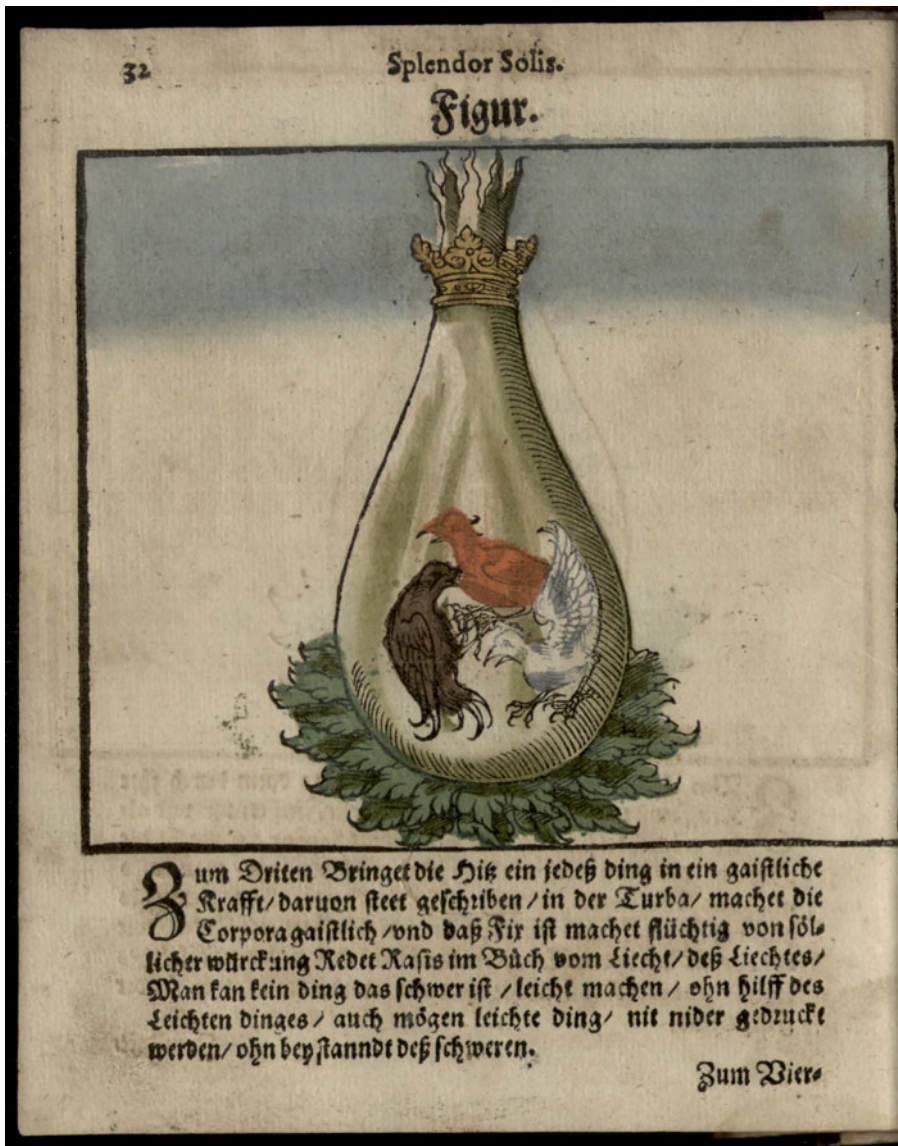 32
Splendor Solis.
Figur.
Zum Driten Bringet die Hitz ein jedeß ding in ein gaistliche
Krafft/daruon steet geschriben/in der Turba/machet die
Corpora gaistlich/vnd daß Fix ist machet flüchtig von söl-
licher würckung Redet Rasis im Büch vom Liecht/deß Liechtes/
Man kan kein ding das schwer ist/leicht machen/ohn hilff des
Leichten dinges/auch mögen leichte ding/nit nider gedruckt
werden/ohn beystanndt deß schweren.
Zum Vier-